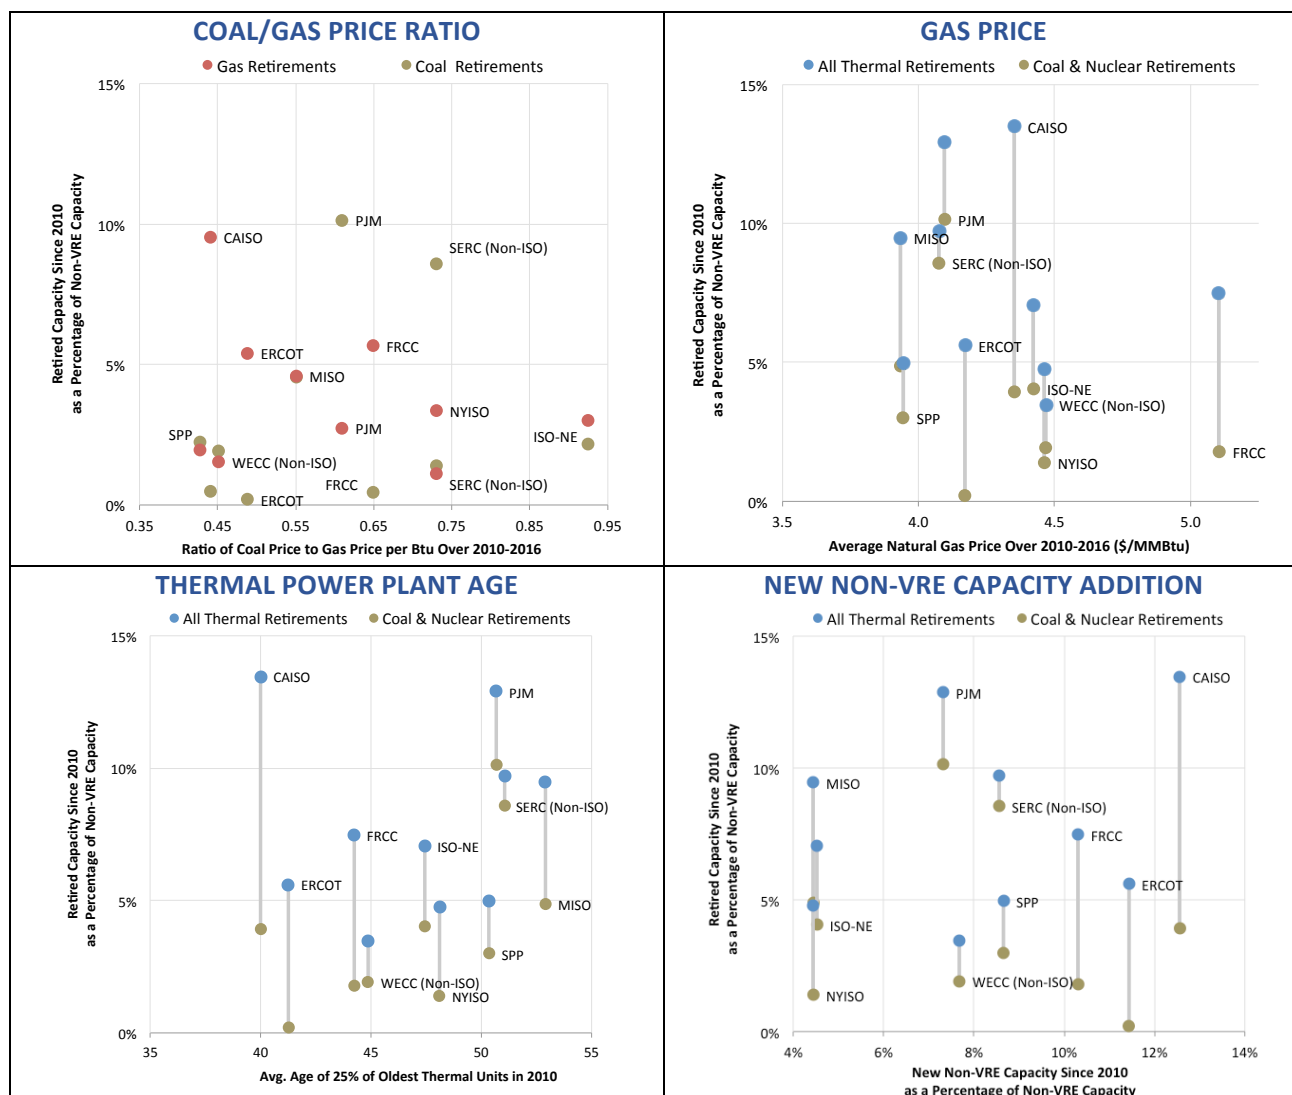 COAL/GAS PRICE RATIO
Gas Retirements
Coal Retirements
Retired Capacity Since 2010
as a Percentage of Non-VRE Capacity
15%
10%
5%
0%
PJM
SERC (Non-ISO)
CAISO
ERCOT
FRCC
MISO
NYISO
PJM
SPP
ISO-NE
WECC (Non-ISO)
FRCC
SERC (Non-ISO)
ERCOT
0.35
0.45
0.55
0.65
0.75
0.85
0.95
Ratio of Coal Price to Gas Price per Btu Over 2010-2016
GAS PRICE
All Thermal Retirements
Coal & Nuclear Retirements
Retired Capacity Since 2010
as a Percentage of Non-VRE Capacity
15%
10%
5%
0%
CAISO
PJM
MISO
SERC (Non-ISO)
ERCOT
ISO-NE
WECC (Non-ISO)
SPP
FRCC
NYISO
3.5
4.0
4.5
5.0
Average Natural Gas Price Over 2010-2016 ($/MMBtu)
THERMAL POWER PLANT AGE
All Thermal Retirements
Coal & Nuclear Retirements
Retired Capacity Since 2010
as a Percentage of Non-VRE Capacity
15%
10%
5%
0%
CAISO
PJM
SERC (Non-ISO)
FRCC
ISO-NE
ERCOT
MISO
SPP
WECC (Non-ISO)
NYISO
35
40
45
50
55
Avg. Age of 25% of Oldest Thermal Units in 2010
NEW NON-VRE CAPACITY ADDITION
All Thermal Retirements
Coal & Nuclear Retirements
Retired Capacity Since 2010
as a Percentage of Non-VRE Capacity
15%
10%
5%
0%
CAISO
PJM
MISO
SERC (Non-ISO)
FRCC
ERCOT
SPP
ISO-NE
WECC (Non-ISO)
NYISO
4%
6%
8%
10%
12%
14%
New Non-VRE Capacity Since 2010
as a Percentage of Non-VRE Capacity